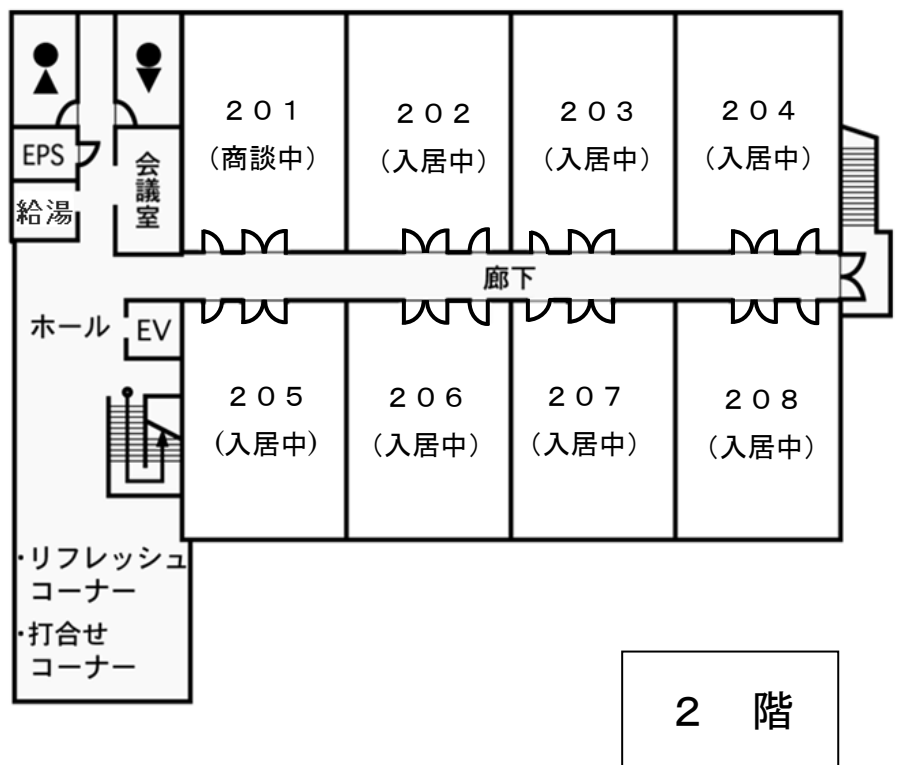 ２０１
（商談中）
２０２
（入居中）
２０３
（入居中）
２０４
（入居中）
EPS
給湯
会議室
廊下
ホール
EV
２０５
（入居中）
２０６
（入居中）
２０７
（入居中）
２０８
（入居中）
・リフレッシュ
コーナー
・打合せ
コーナー
２　階